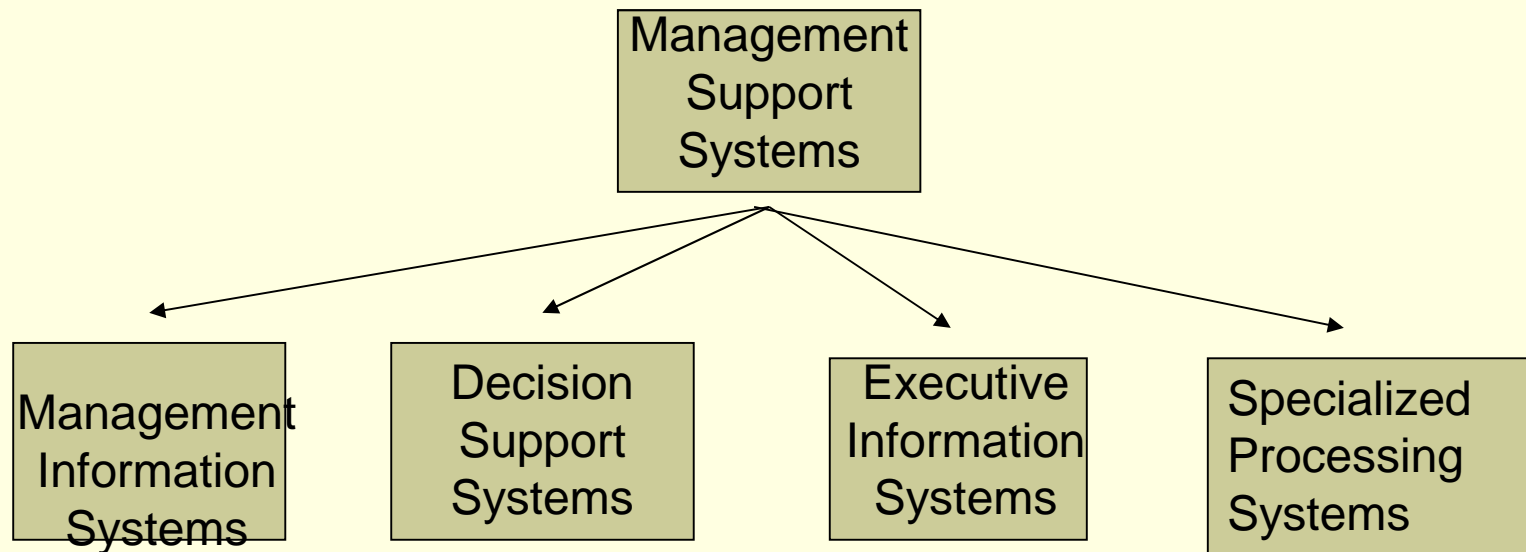 Management
Support
Systems
Management
Information
Systems
Decision
Support
Systems
Executive
Information
Systems
Specialized
Processing
Systems